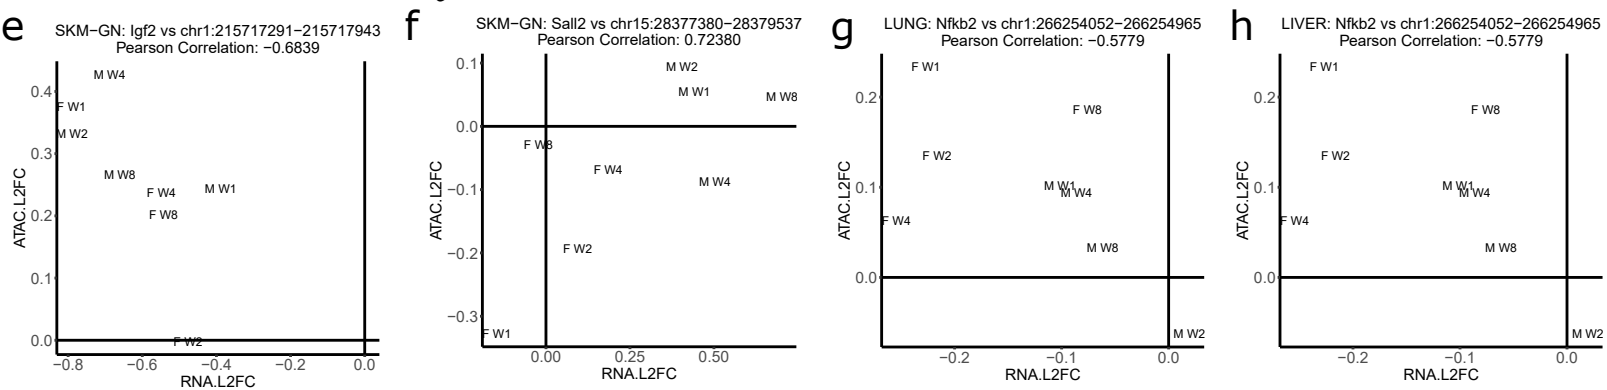 e
SKM−GN: Igf2 vs chr1:215717291−215717943
Pearson Correlation: −0.6839
M W4
F W1
M W2
M W8
F W4
M W1
F W8
F W2
0.4
0.3
0.2
0.1
0.0
ATAC.L2FC
−0.8
−0.6
−0.4
−0.2
0.0
RNA.L2FC
f
SKM−GN: Sall2 vs chr15:28377380−28379537
Pearson Correlation: 0.72380
M W2
M W1
M W8
F W8
F W4
M W4
F W2
F W1
0.1
0.0
−0.1
−0.2
−0.3
ATAC.L2FC
0.00
0.25
0.50
RNA.L2FC
g
LUNG: Nfkb2 vs chr1:266254052−266254965
Pearson Correlation: −0.5779
F W1
F W8
F W2
M W1
M W4
F W4
M W8
M W2
0.2
0.1
0.0
ATAC.L2FC
−0.2
−0.1
0.0
RNA.L2FC
h
LIVER: Nfkb2 vs chr1:266254052−266254965
Pearson Correlation: −0.5779
F W1
F W8
F W2
M W1
M W4
F W4
M W8
M W2
0.2
0.1
0.0
ATAC.L2FC
−0.2
−0.1
0.0
RNA.L2FC